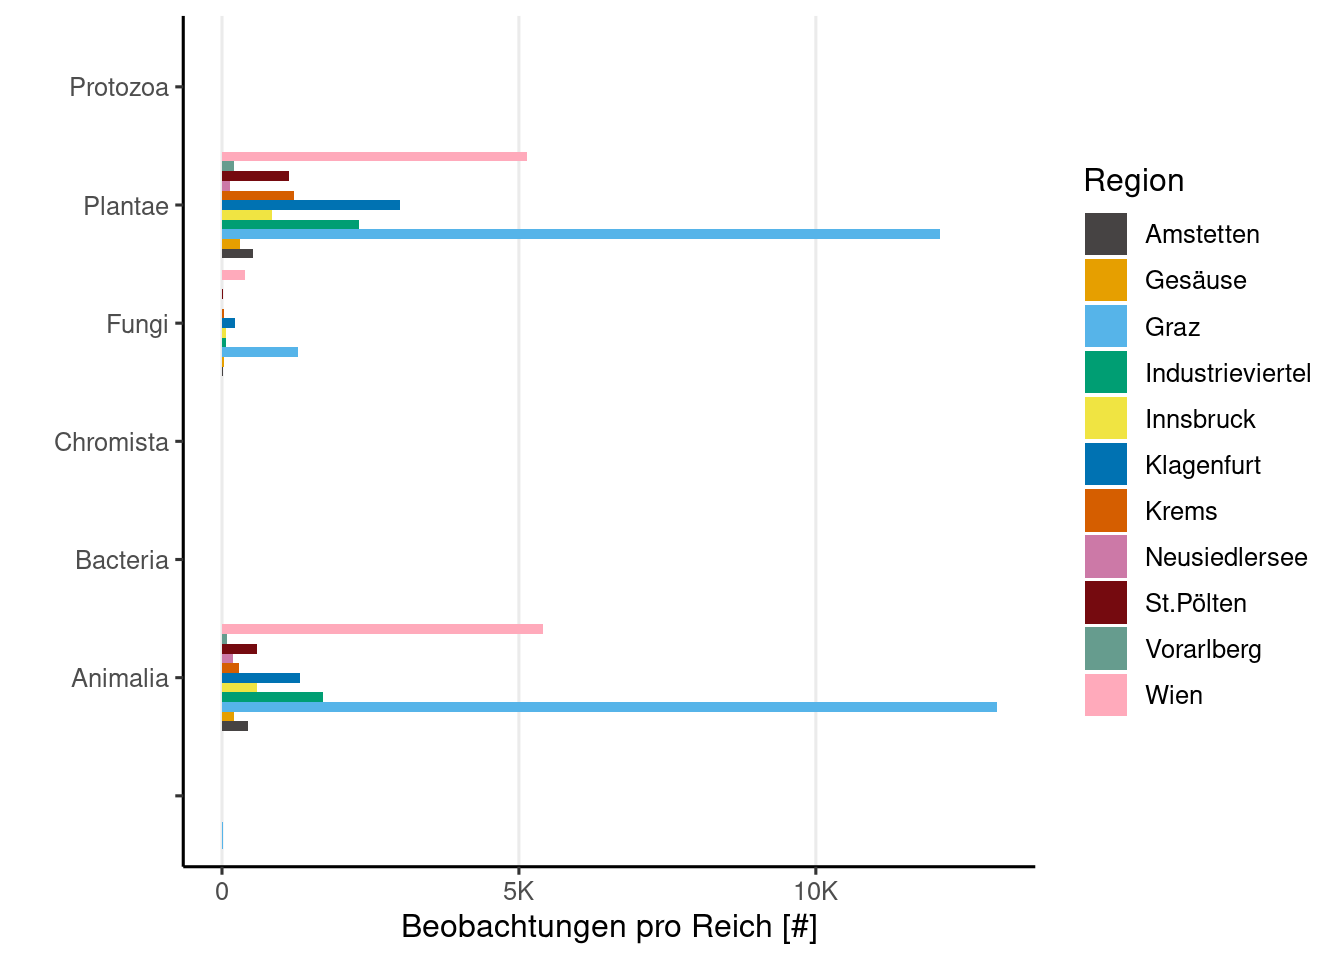 Protozoa
Plantae
Fungi
Chromista
Bacteria
Animalia
0
5K
10K
Beobachtungen pro Reich [#]
Region
Amstetten
Gesäuse
Graz
Industrieviertel
Innsbruck
Klagenfurt
Krems
Neusiedlersee
St.Pölten
Vorarlberg
Wien